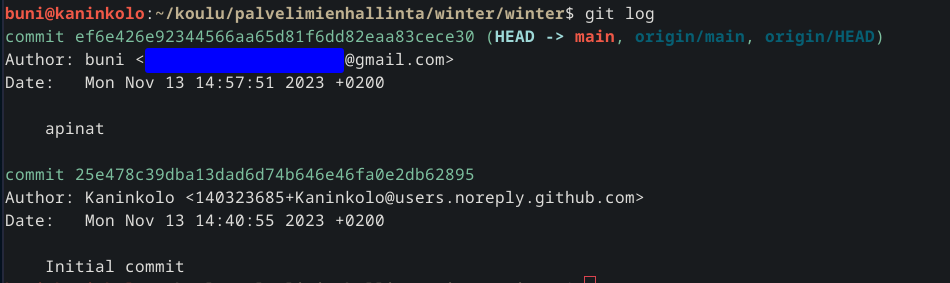 buni@kaninkolo:~/koulu/palvelimienhallinta/winter/winter$ git log
commit ef6e426e92344566aa65d81f6dd82eaa83cece30 (HEAD -> main, origin/main, origin/HEAD)
Author: buni <@gmail.com>
Date:   Mon Nov 13 14:57:51 2023 +0200
    apinat
commit 25e478c39dba13dad6d74b646e46fa0e2db62895
Author: Kaninkolo <140323685+Kaninkolo@users.noreply.github.com>
Date:   Mon Nov 13 14:40:55 2023 +0200
    Initial commit